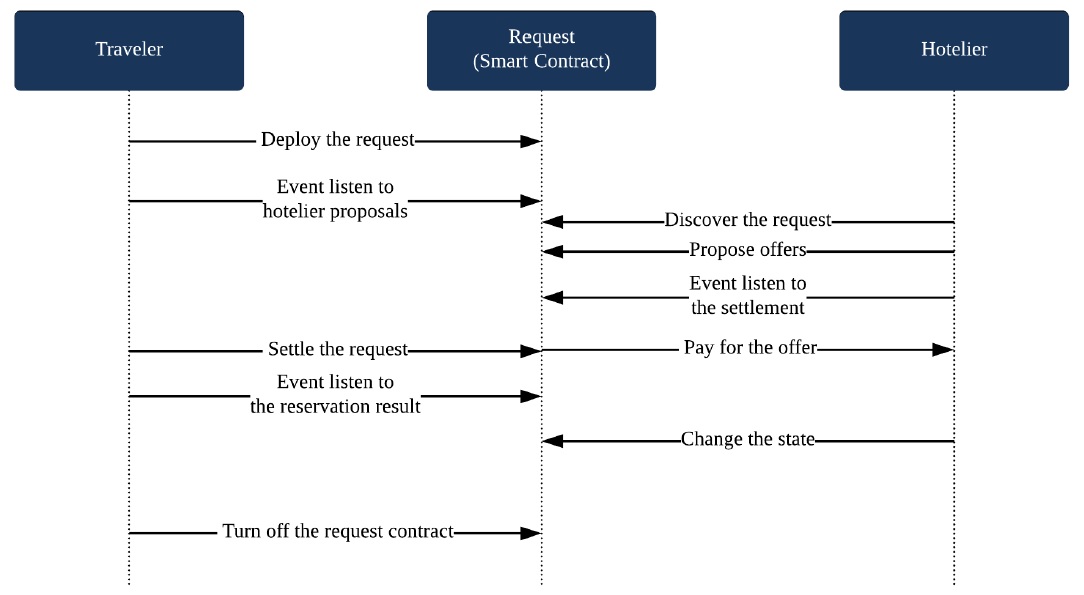 Traveler
Request
(Smart Contract)
Hotelier
Deploy the request
Event listen to
hotelier proposals
Discover the request
Propose offers
Event listen to
the settlement
Settle the request
Pay for the offer
Event listen to
the reservation result
Change the state
Turn off the request contract